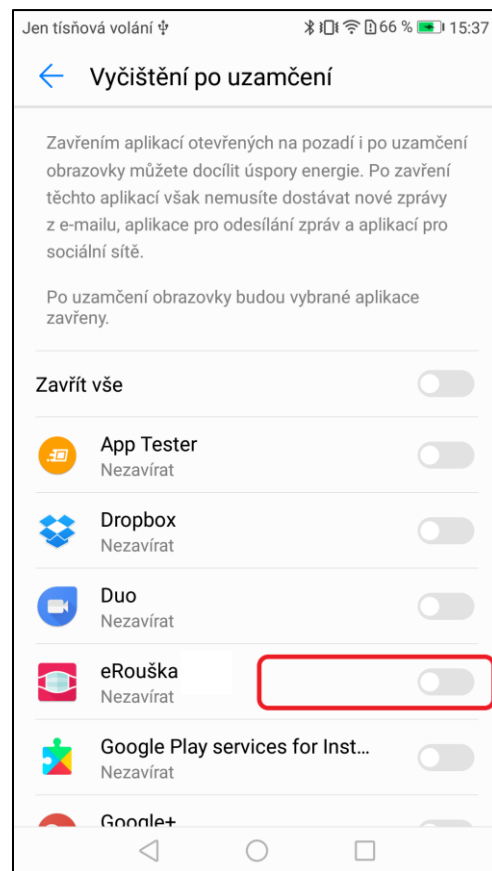 Jen tísňová volání 66 % 15:37
Vyčištění po uzamčení
Zavřením aplikací otevřených na pozadí i po uzamčení
obrazovky můžete docílit úspory energie. Po zavření
těchto aplikací však nemusíte dostávat nové zprávy
z e-mailu, aplikace pro odesílání zpráv a aplikací pro
sociální sítě.
Po uzamčení obrazovky budou vybrané aplikace
zavřeny.
Zavřít vše
App Tester
Nezavírat
Dropbox
Nezavírat
Duo
Nezavírat
eRouška
Nezavírat
Google Play services for Inst...
Nezavírat
Google+